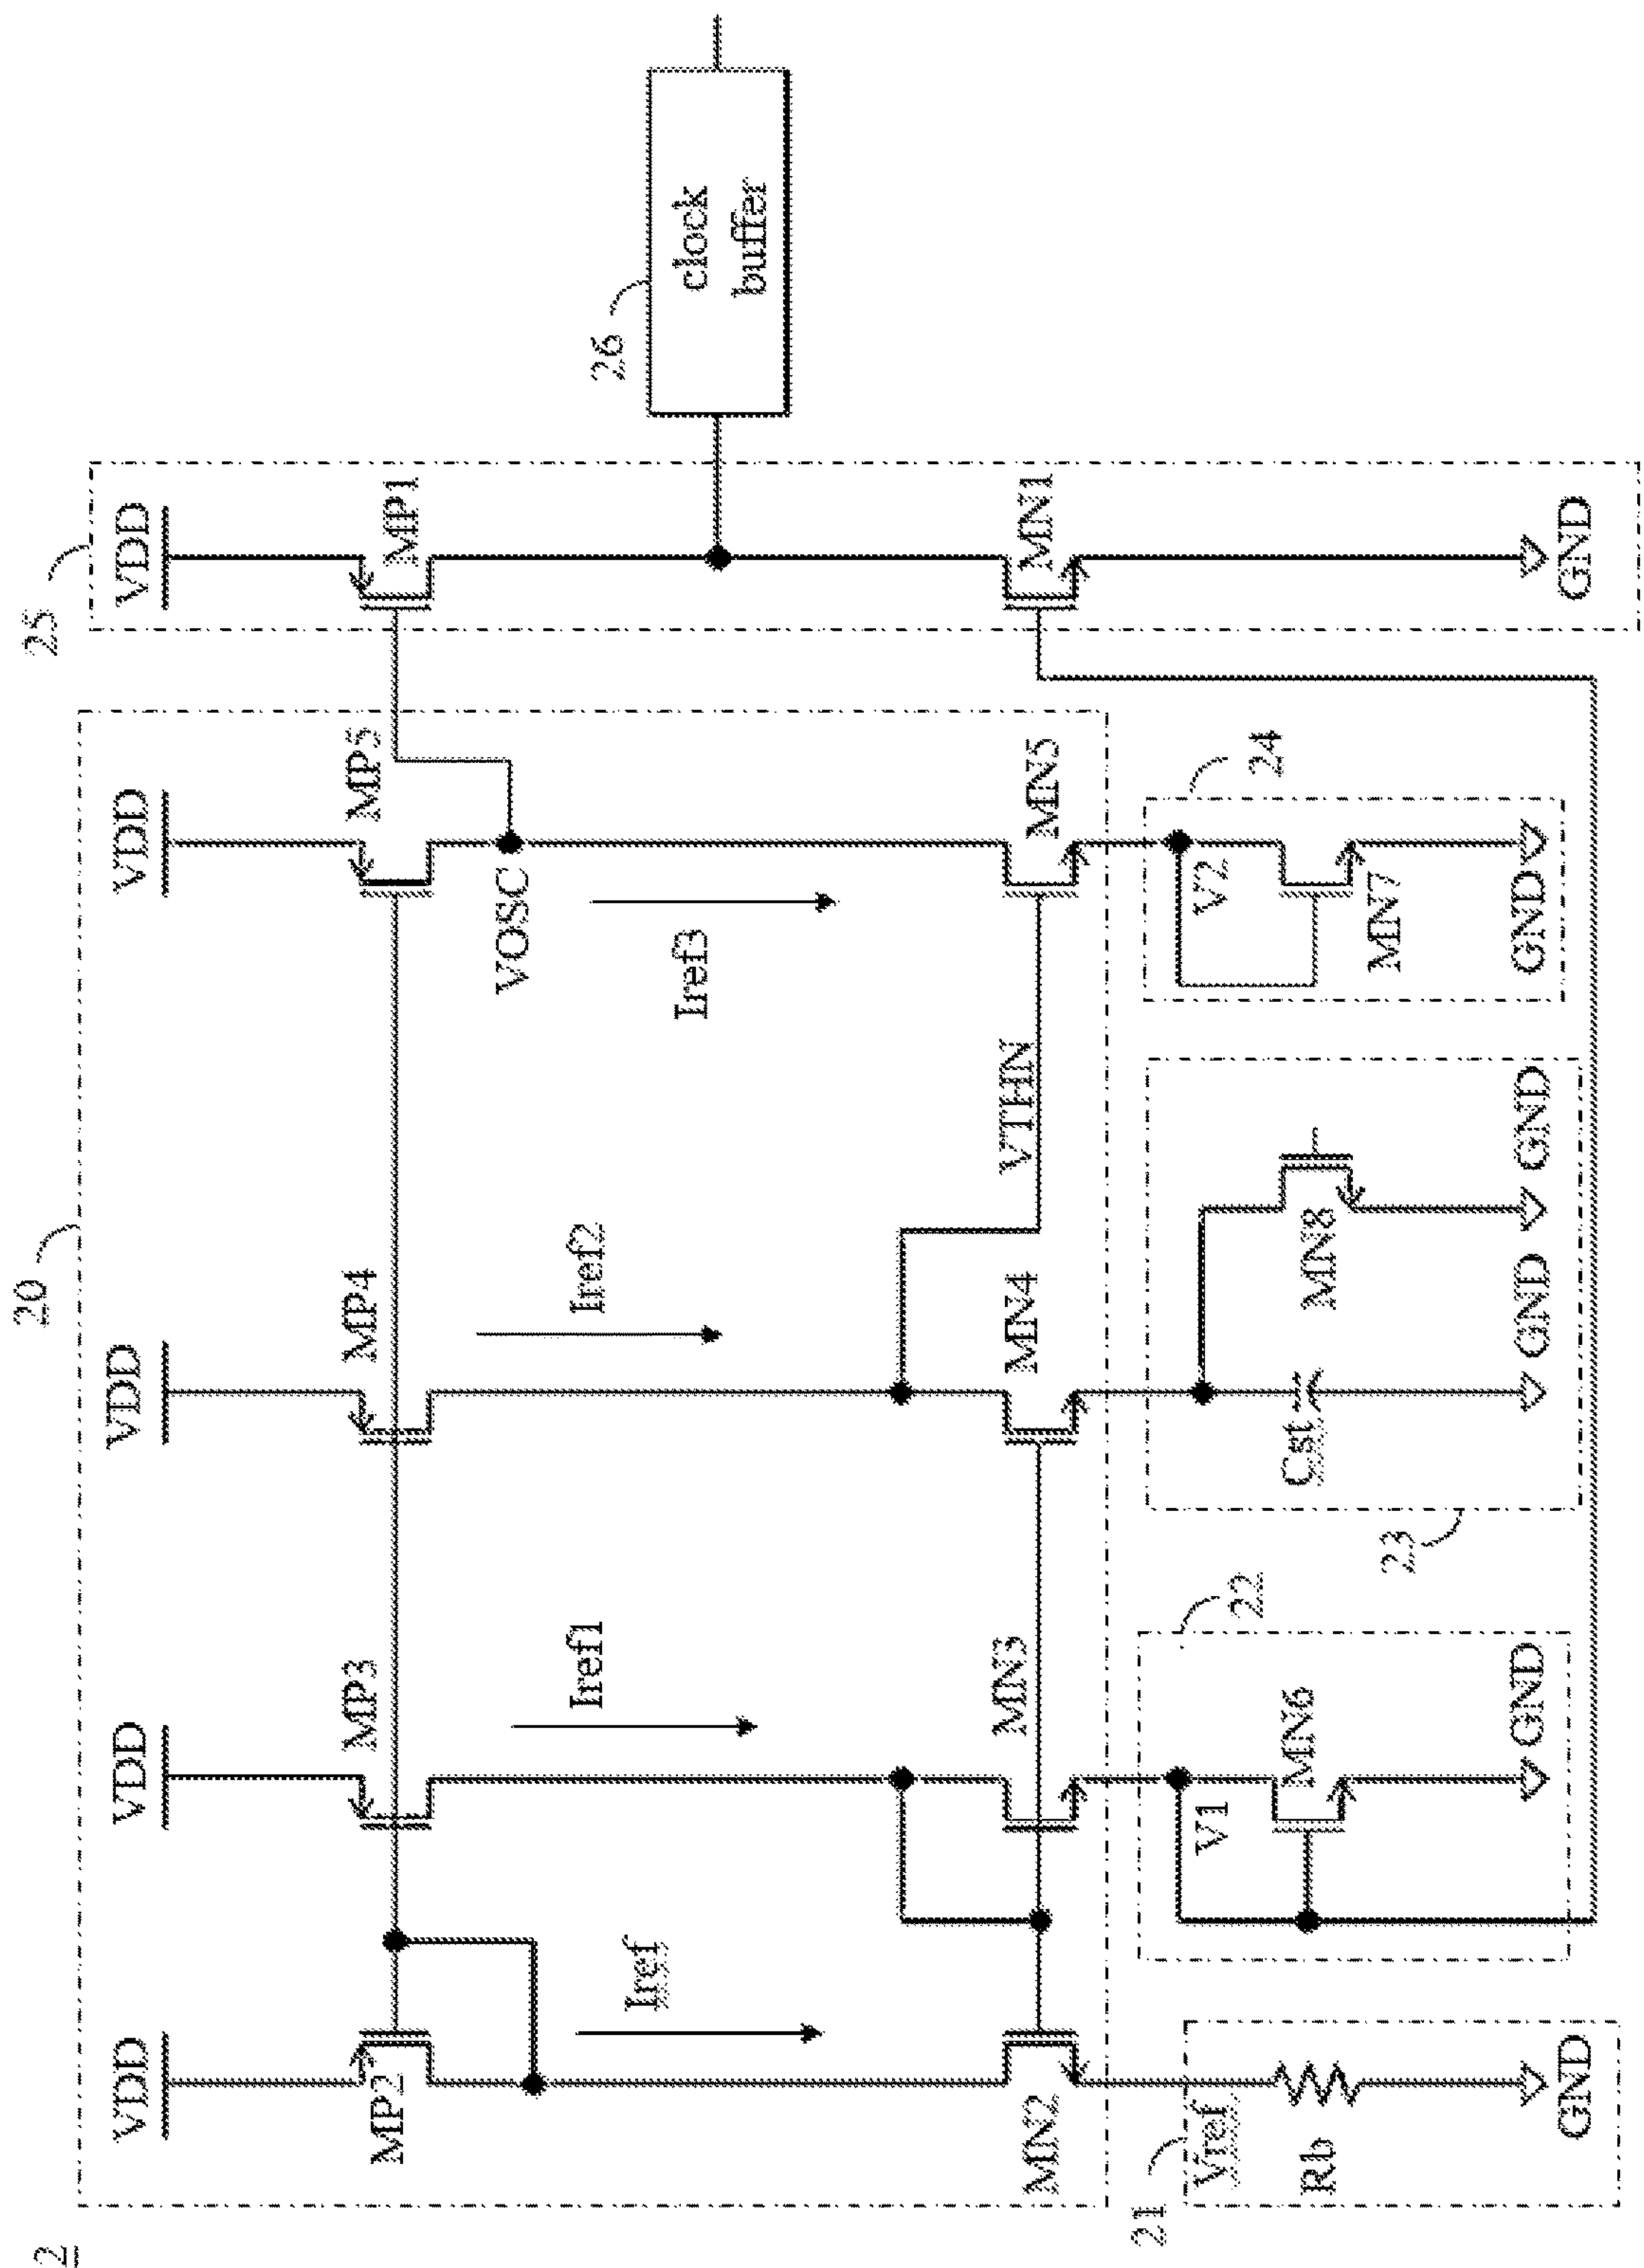 2
20
25
VDD
VDD
VDD
VDD
VDD
MP2
MP3
MP4
MP5
MP1
VOSC
26
clock
buffer
Iref
Iref1
Iref2
Iref3
MN2
MN3
MN4
VTHN
MN5
MN1
21
Vref
Rb
GND
22
V1
MN6
GND
23
Cst
MN8
GND
GND
24
V2
MN7
GND
GND